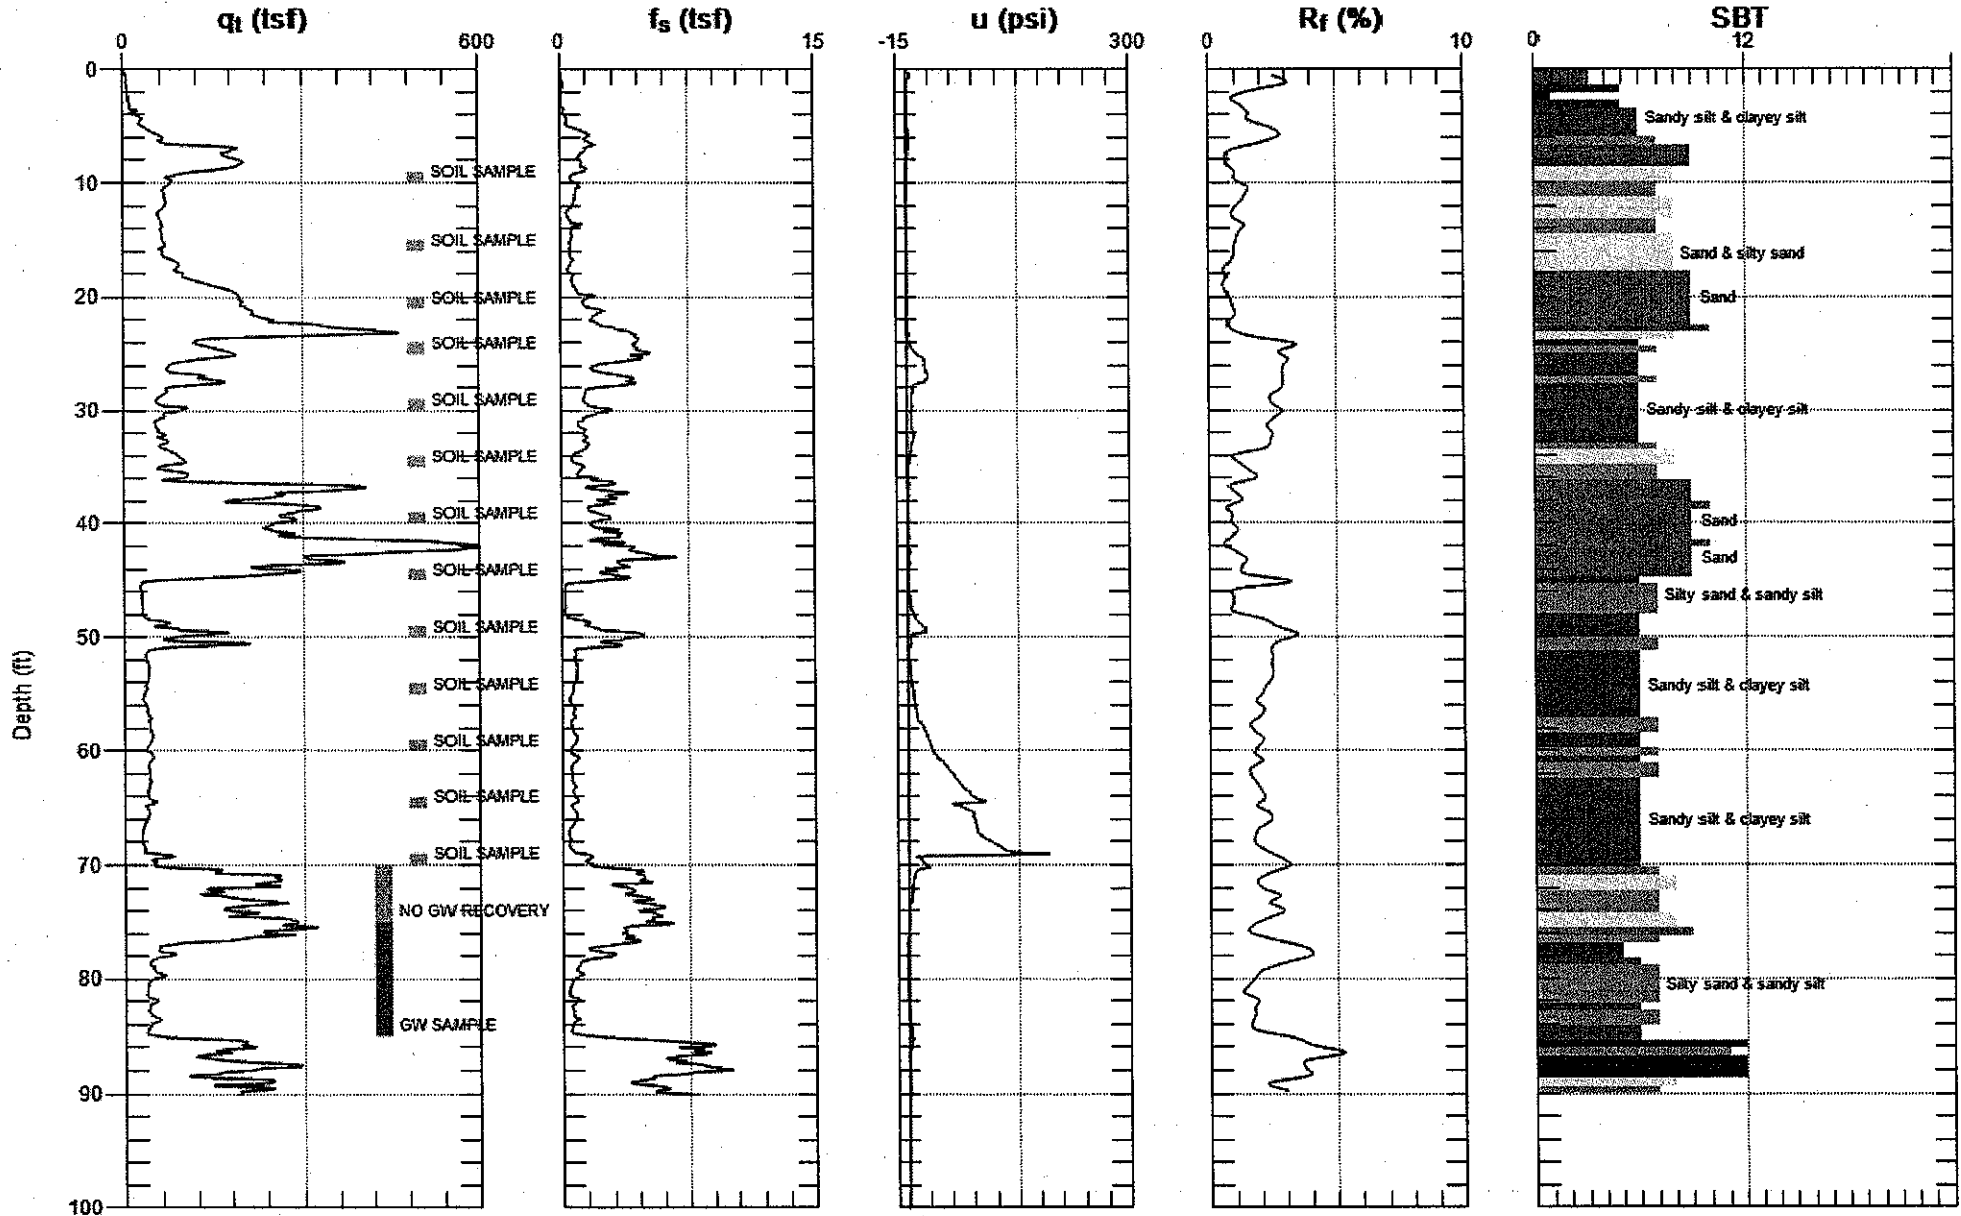 qt (tsf) fs (tsf) u (psi) Rf (%) SBT
0 600 0 15 -15 300 0 10 0 12
0
Sandy silt & clayey silt
10
SOIL SAMPLE
SOIL SAMPLE
Sand & silty sand
20
SOIL SAMPLE
Sand
SOIL SAMPLE
30
SOIL SAMPLE
Sandy silt & clayey silt
SOIL SAMPLE
40
SOIL SAMPLE
Sand
Sand
SOIL SAMPLE
Silty sand & sandy silt
50
SOIL SAMPLE
Depth (ft)
SOIL SAMPLE
Sandy silt & clayey silt
60
SOIL SAMPLE
SOIL SAMPLE
Sandy silt & clayey silt
70
SOIL SAMPLE
NO GW RECOVERY
80
Silty sand & sandy silt
GW SAMPLE
90
100